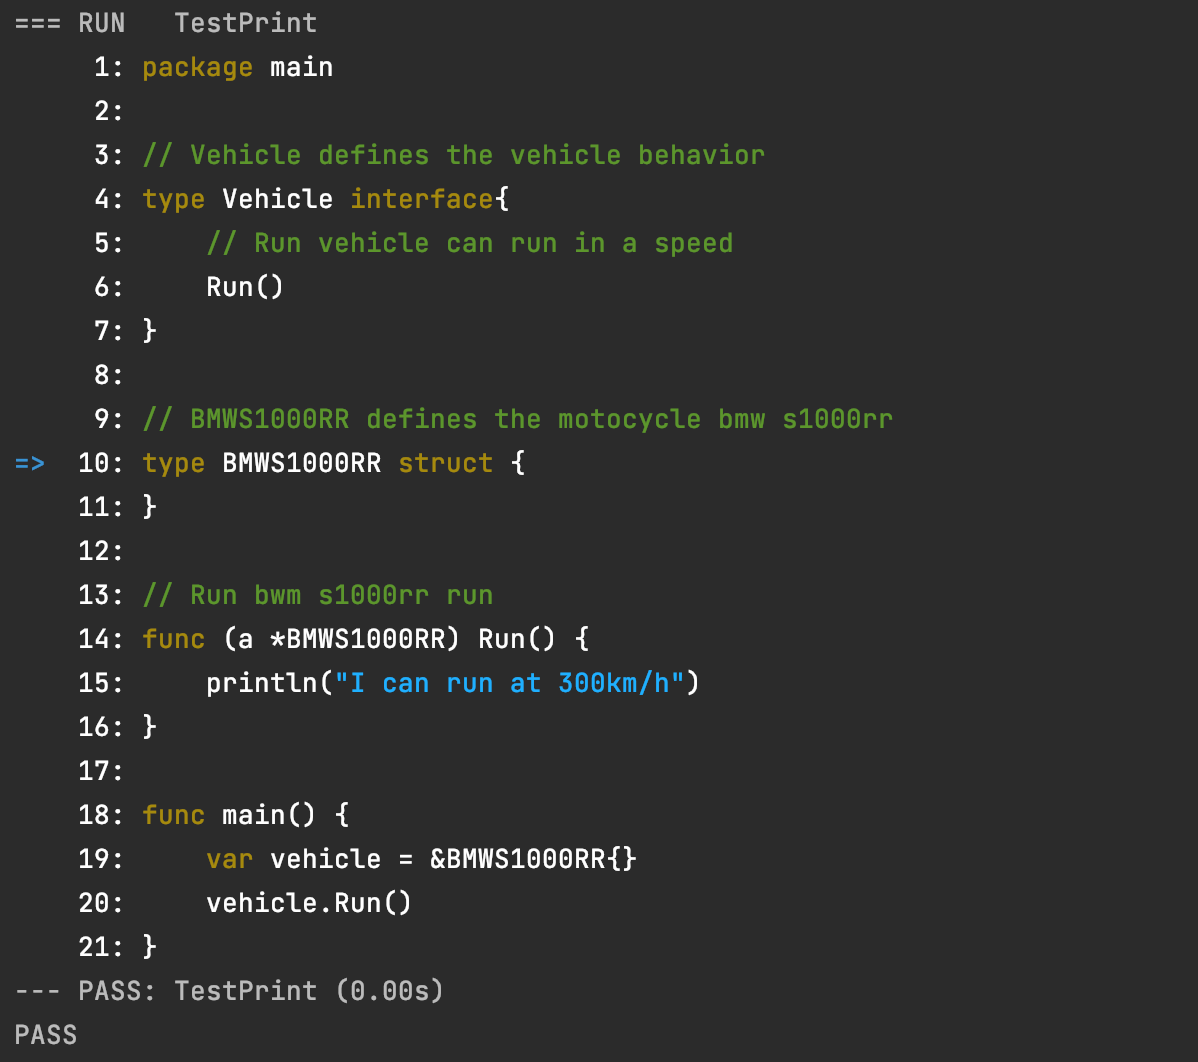 === RUN   TestPrint
     1: package main
     2:
     3: // Vehicle defines the vehicle behavior
     4: type Vehicle interface{
     5:     // Run vehicle can run in a speed
     6:     Run()
     7: }
     8:
     9: // BMWS1000RR defines the motocycle bmw s1000rr
=>  10: type BMWS1000RR struct {
    11: }
    12:
    13: // Run bwm s1000rr run
    14: func (a *BMWS1000RR) Run() {
    15:     println("I can run at 300km/h")
    16: }
    17:
    18: func main() {
    19:     var vehicle = &BMWS1000RR{}
    20:     vehicle.Run()
    21: }
--- PASS: TestPrint (0.00s)
PASS